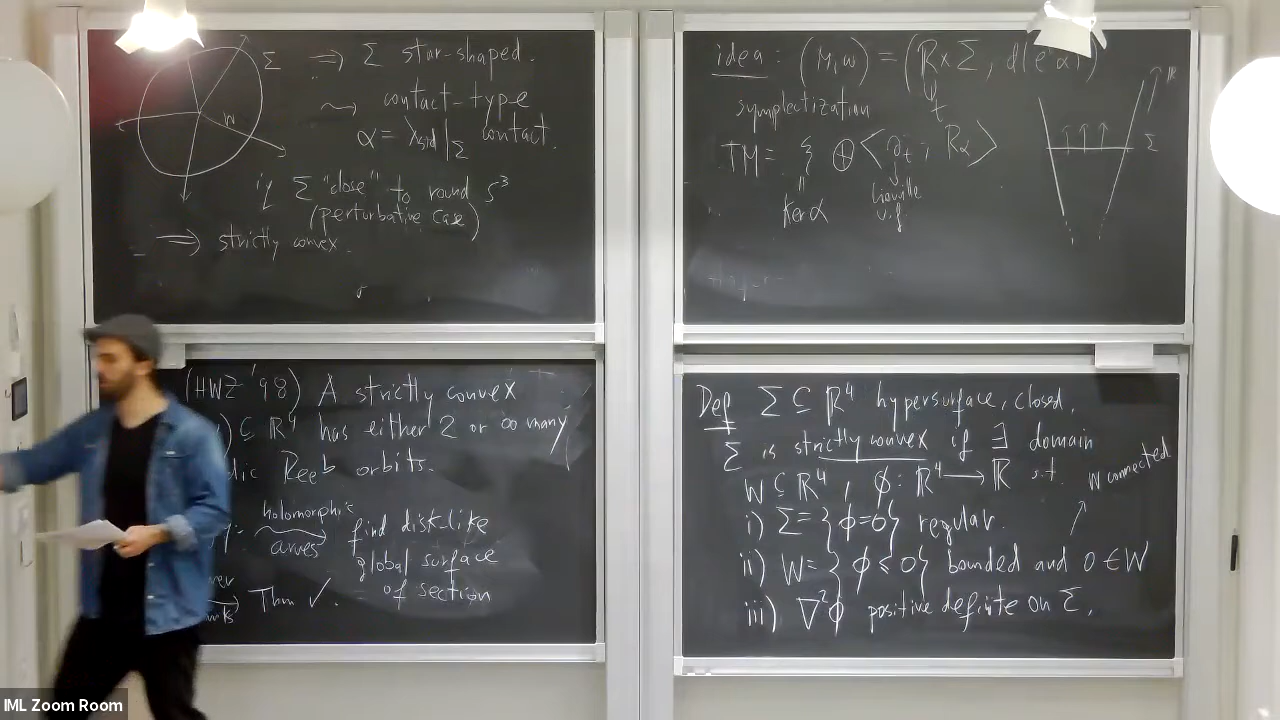 Σ ⇒ Σ star-shaped.
W
⤳ contact-type
α = λstd|Σ contact.
if Σ "close" to round S³
(perturbative case)
⇒ strictly convex.
(HWZ '98) A strictly convex
⊆ ℝ⁴ has either 2 or ∞ many
Reeb orbits.
holomorphic
curves
find disk-like
global surface
of section
Thm ✓.
idea: (M, ω) = (ℝ×Σ, d(eᵗα))
t
ℝ
symplectization
TM = ξ ⊕ <∂t, Rα>
Σ
Liouville
v.f
ker α
Def Σ ⊆ ℝ⁴ hypersurface, closed.
Σ is strictly convex if ∃ domain
W ⊆ ℝ⁴, φ: ℝ⁴ → ℝ s.t. W connected
i) Σ = {φ=0} regular.
ii) W = {φ ≤ 0} bounded and 0 ∈ W
iii) ∇²φ positive definite on Σ.
IML Zoom Room